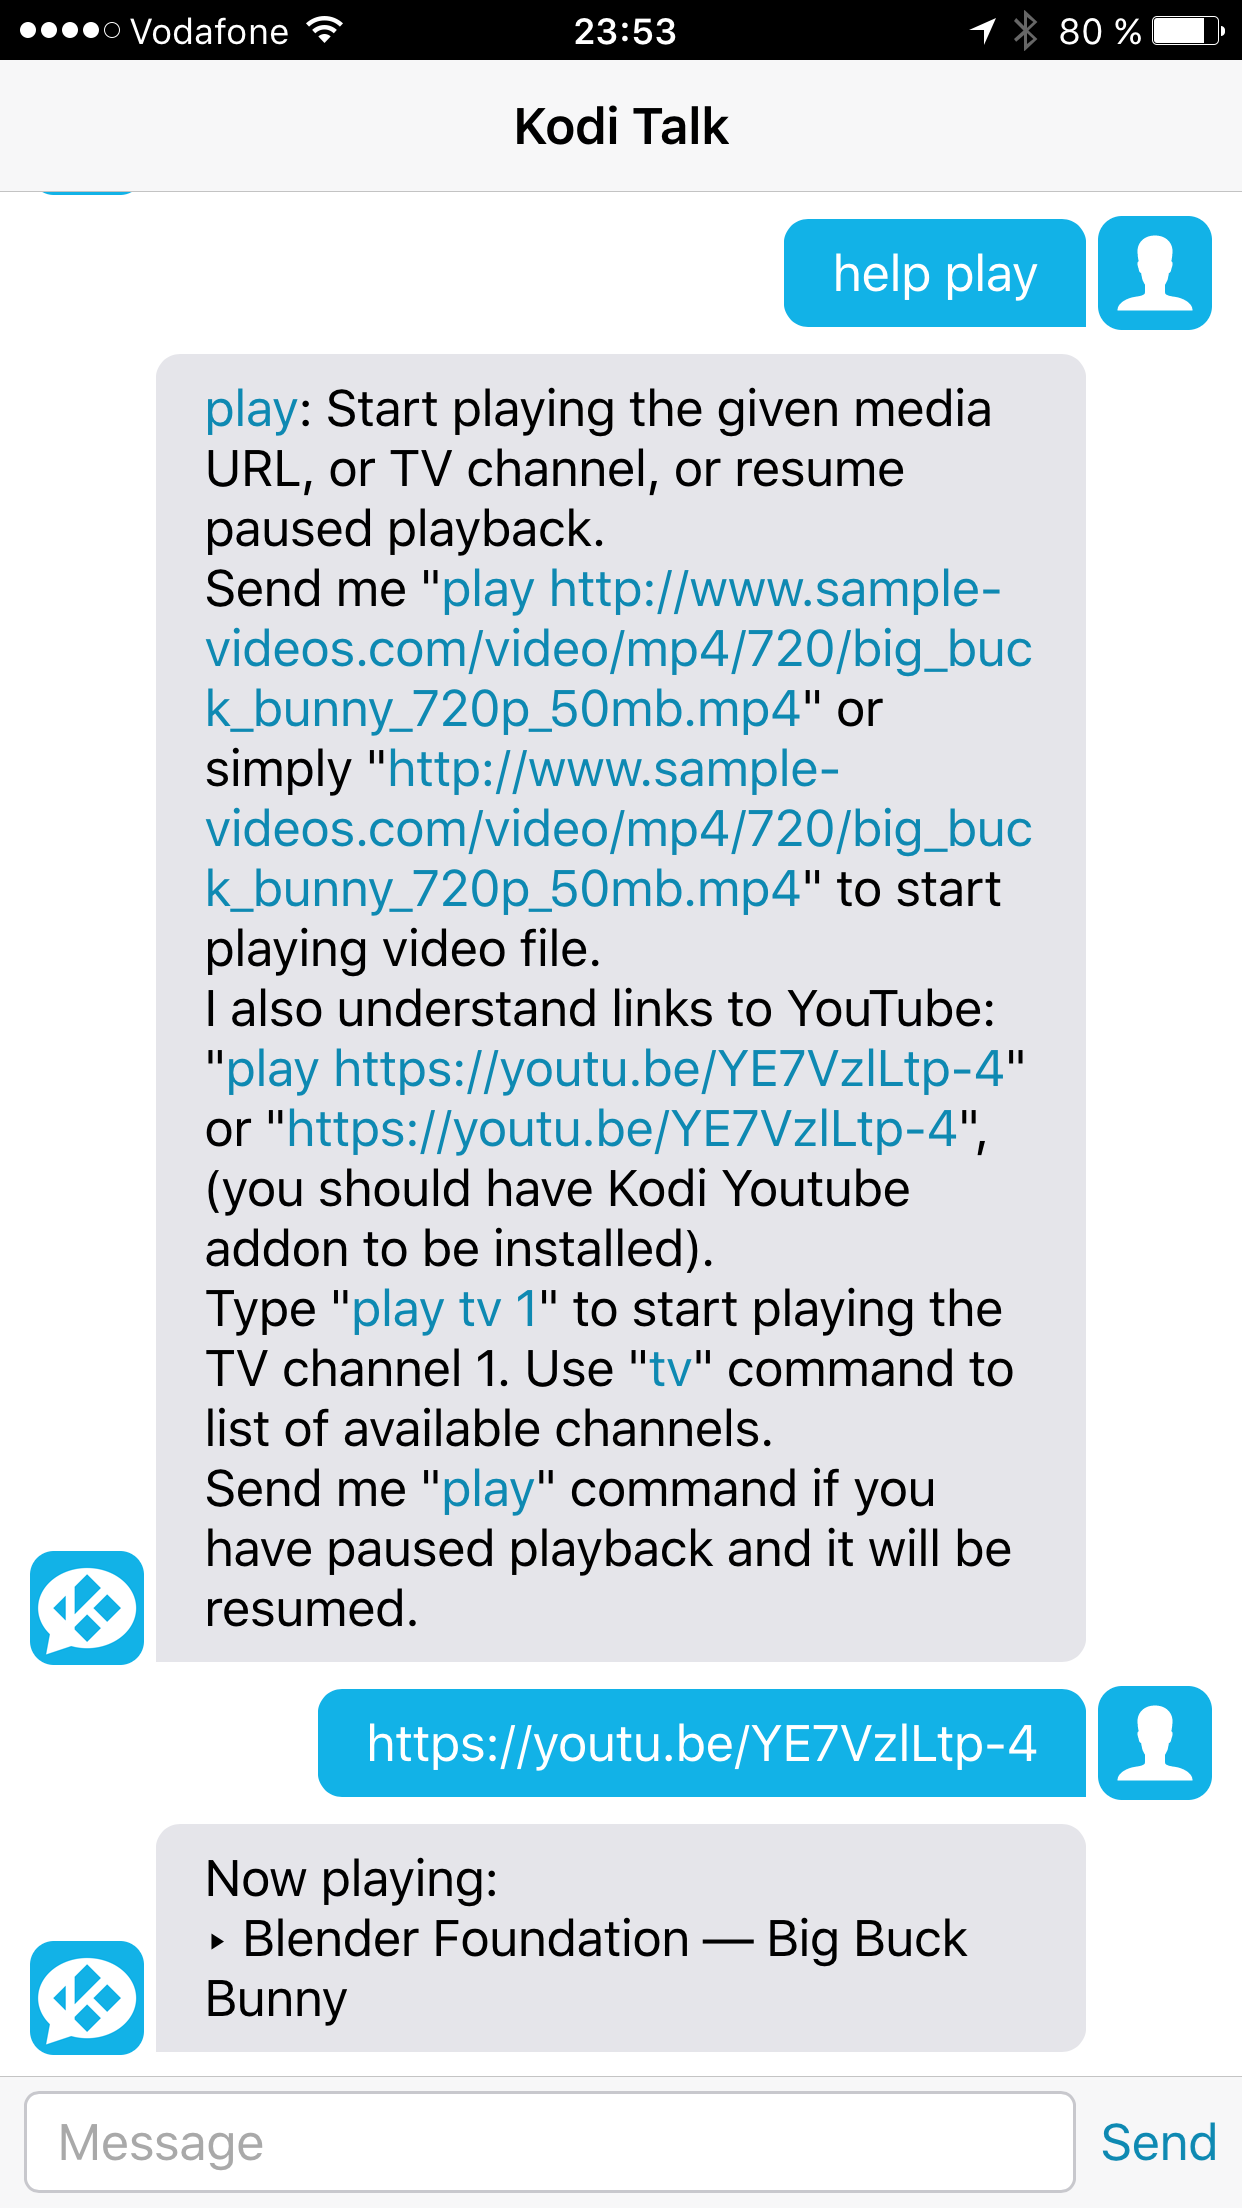 Vodafone 23:53 80 %
Kodi Talk
help play
play: Start playing the given media
URL, or TV channel, or resume
paused playback.
Send me "play http://www.sample-
videos.com/video/mp4/720/big_buc
k_bunny_720p_50mb.mp4" or
simply "http://www.sample-
videos.com/video/mp4/720/big_buc
k_bunny_720p_50mb.mp4" to start
playing video file.
I also understand links to YouTube:
"play https://youtu.be/YE7VzlLtp-4"
or "https://youtu.be/YE7VzlLtp-4",
(you should have Kodi Youtube
addon to be installed).
Type "play tv 1" to start playing the
TV channel 1. Use "tv" command to
list of available channels.
Send me "play" command if you
have paused playback and it will be
resumed.
https://youtu.be/YE7VzlLtp-4
Now playing:
‣ Blender Foundation — Big Buck
Bunny
Message Send